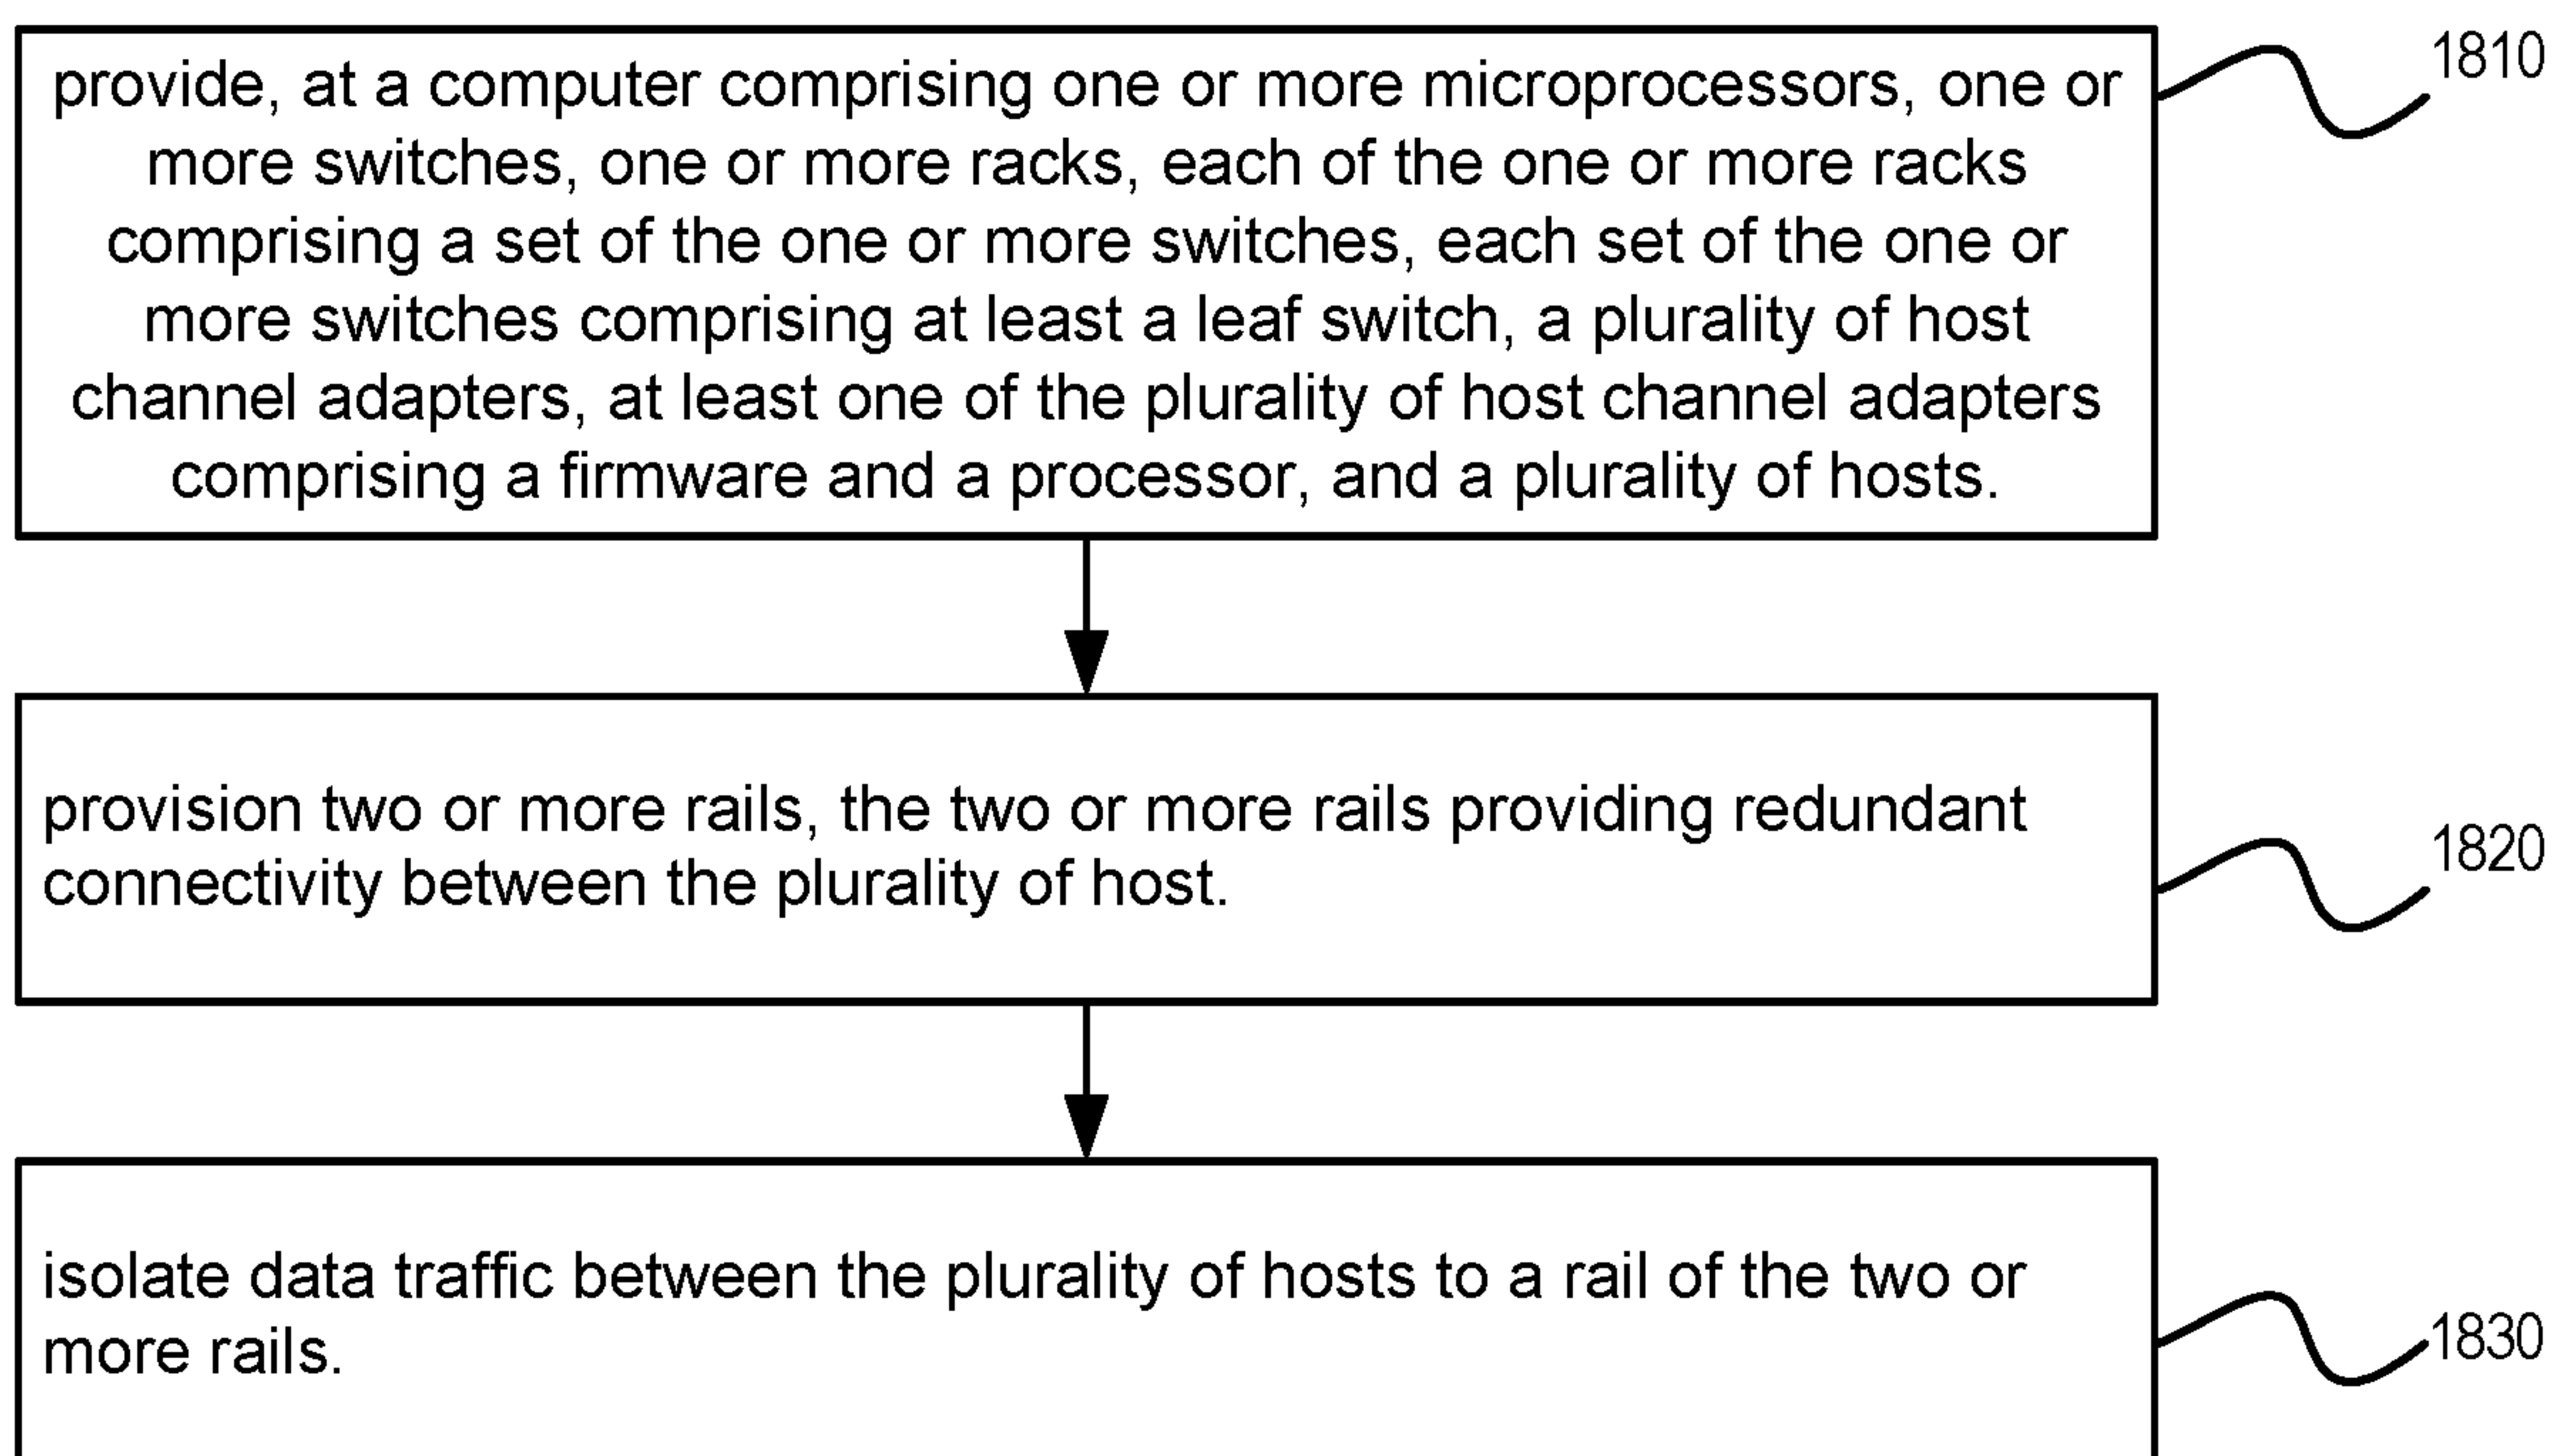 provide, at a computer comprising one or more microprocessors, one or
more switches, one or more racks, each of the one or more racks
comprising a set of the one or more switches, each set of the one or
more switches comprising at least a leaf switch, a plurality of host
channel adapters, at least one of the plurality of host channel adapters
comprising a firmware and a processor, and a plurality of hosts.
1810
provision two or more rails, the two or more rails providing redundant
connectivity between the plurality of host.
1820
isolate data traffic between the plurality of hosts to a rail of the two or
more rails.
1830